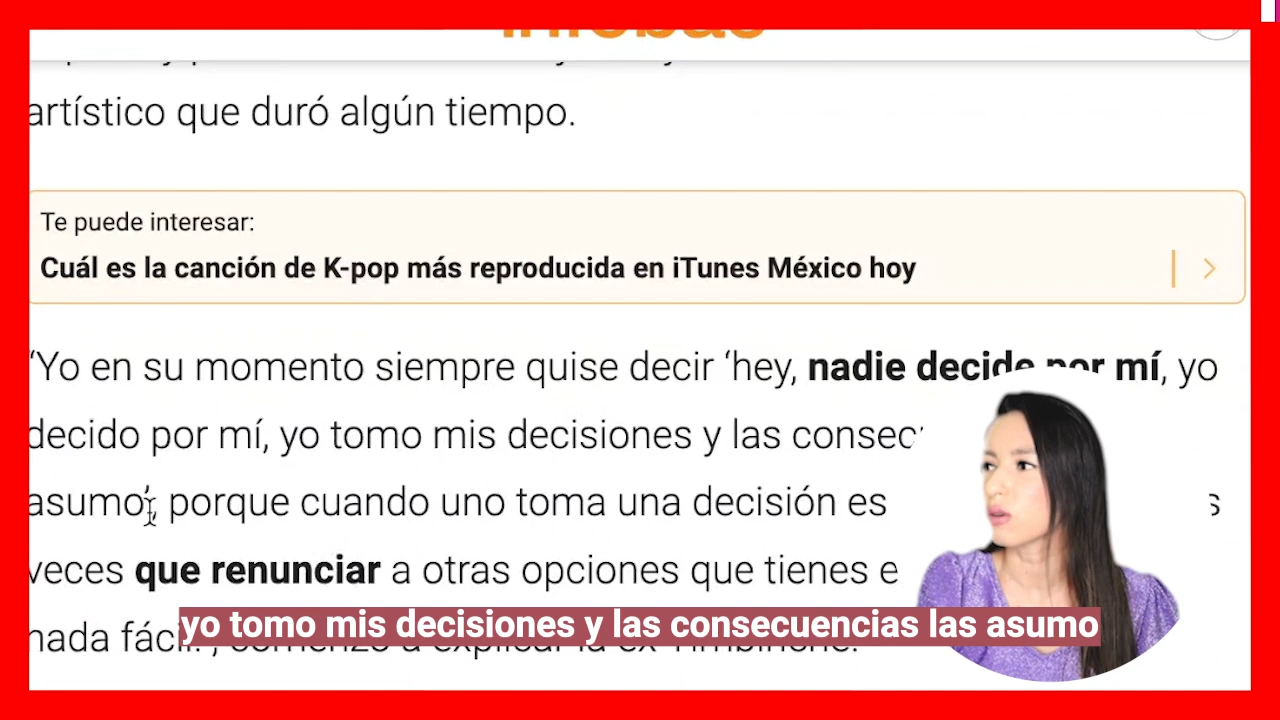 artístico que duró algún tiempo.
Te puede interesar:
Cuál es la canción de K-pop más reproducida en iTunes México hoy
‘Yo en su momento siempre quise decir ‘hey, nadie decide por mí, yo
decido por mí, yo tomo mis decisiones y las
asumo’, porque cuando uno toma una decisión es
veces que renunciar a otras opciones que tienes
nada
yo tomo mis decisiones y las consecuencias las asumo